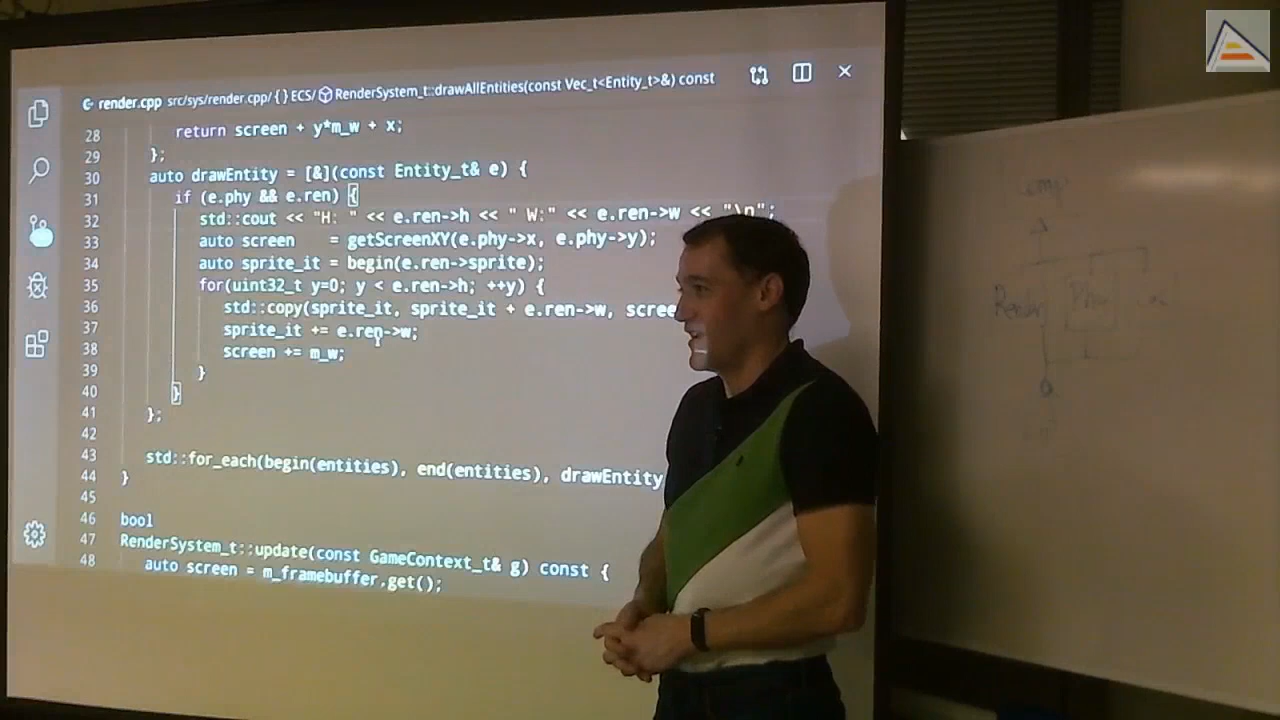 render.cpp src/sys/render.cpp/ {} ECS/ RenderSystem_t::drawAllEntities(const Vec_t<Entity_t>&) const
28 return screen + y*m_w + x;
29 };
30 auto drawEntity = [&](const Entity_t& e) {
31 if (e.phy && e.ren) {
32 std::cout << "H: " << e.ren->h << " W:" << e.ren->w << "\n";
33 auto screen = getScreenXY(e.phy->x, e.phy->y);
34 auto sprite_it = begin(e.ren->sprite);
35 for(uint32_t y=0; y < e.ren->h; ++y) {
36 std::copy(sprite_it, sprite_it + e.ren->w, scree
37 sprite_it += e.ren->w;
38 screen += m_w;
39 }
40 }
41 };
42
43 std::for_each(begin(entities), end(entities), drawEntity
44 }
45
46 bool
47 RenderSystem_t::update(const GameContext_t& g) const {
48 auto screen = m_framebuffer.get();
Render